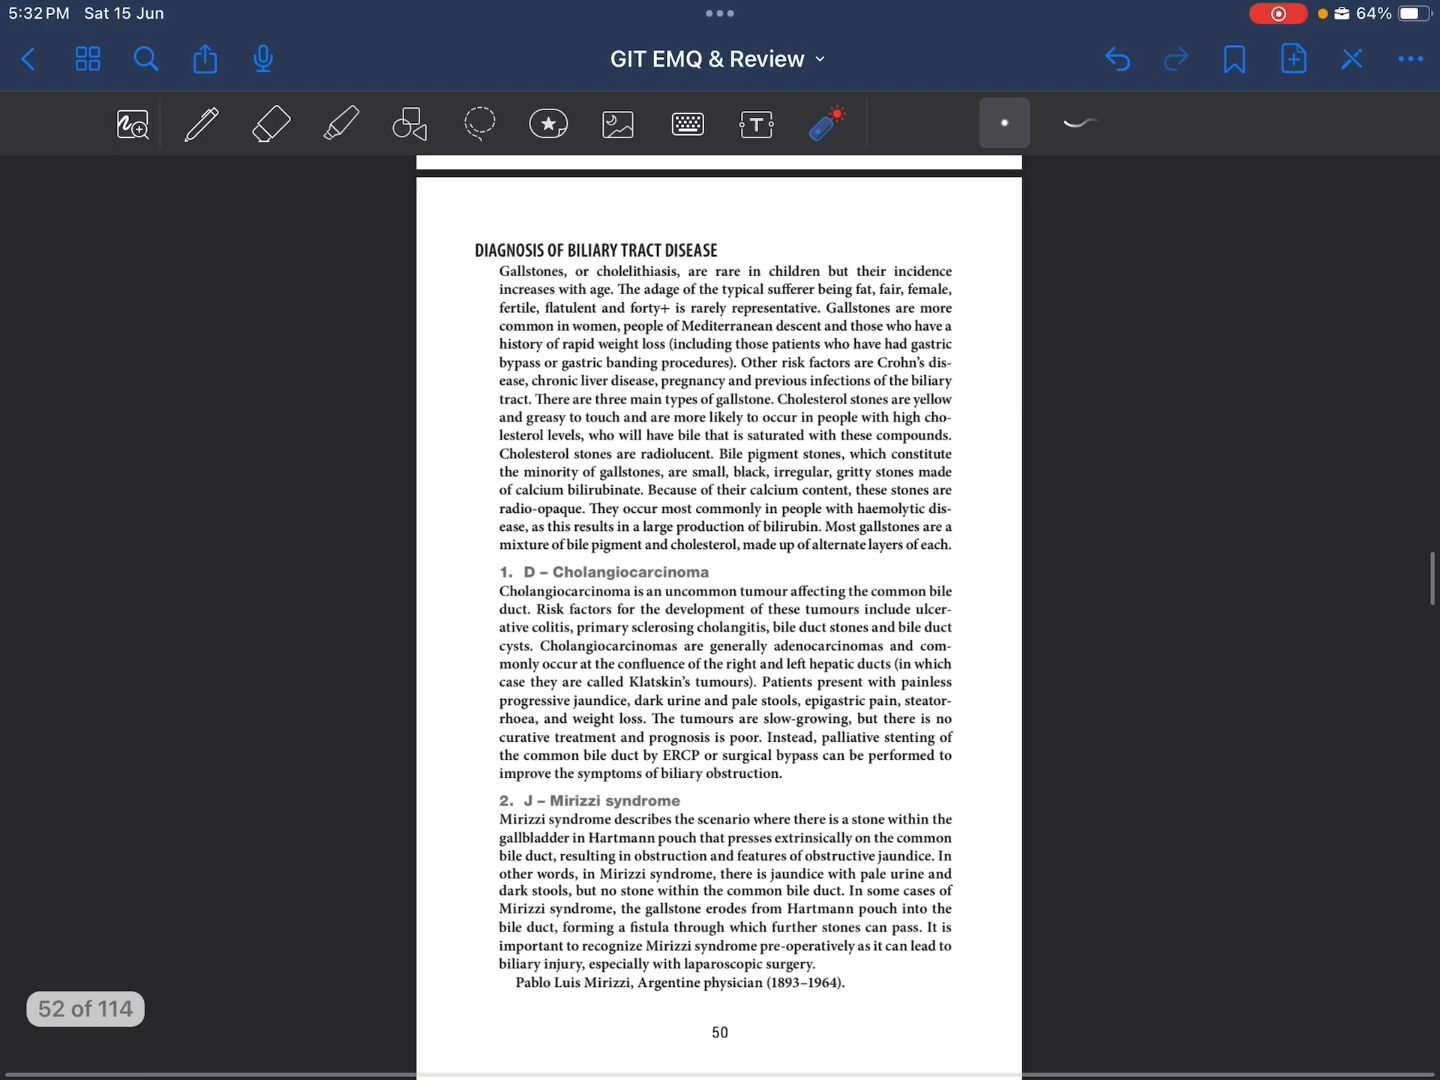 5:32 PM Sat 15 Jun
64%
GIT EMQ & Review
T
DIAGNOSIS OF BILIARY TRACT DISEASE
Gallstones, or cholelithiasis, are rare in children but their incidence
increases with age. The adage of the typical sufferer being fat, fair, female,
fertile, flatulent and forty+ is rarely representative. Gallstones are more
common in women, people of Mediterranean descent and those who have a
history of rapid weight loss (including those patients who have had gastric
bypass or gastric banding procedures). Other risk factors are Crohn's dis-
ease, chronic liver disease, pregnancy and previous infections of the biliary
tract. There are three main types of gallstone. Cholesterol stones are yellow
and greasy to touch and are more likely to occur in people with high cho-
lesterol levels, who will have bile that is saturated with these compounds.
Cholesterol stones are radiolucent. Bile pigment stones, which constitute
the minority of gallstones, are small, black, irregular, gritty stones made
of calcium bilirubinate. Because of their calcium content, these stones are
radio-opaque. They occur most commonly in people with haemolytic dis-
ease, as this results in a large production of bilirubin. Most gallstones are a
mixture of bile pigment and cholesterol, made up of alternate layers of each.
1. D – Cholangiocarcinoma
Cholangiocarcinoma is an uncommon tumour affecting the common bile
duct. Risk factors for the development of these tumours include ulcer-
ative colitis, primary sclerosing cholangitis, bile duct stones and bile duct
cysts. Cholangiocarcinomas are generally adenocarcinomas and com-
monly occur at the confluence of the right and left hepatic ducts (in which
case they are called Klatskin's tumours). Patients present with painless
progressive jaundice, dark urine and pale stools, epigastric pain, steator-
rhoea, and weight loss. The tumours are slow-growing, but there is no
curative treatment and prognosis is poor. Instead, palliative stenting of
the common bile duct by ERCP or surgical bypass can be performed to
improve the symptoms of biliary obstruction.
2. J – Mirizzi syndrome
Mirizzi syndrome describes the scenario where there is a stone within the
gallbladder in Hartmann pouch that presses extrinsically on the common
bile duct, resulting in obstruction and features of obstructive jaundice. In
other words, in Mirizzi syndrome, there is jaundice with pale urine and
dark stools, but no stone within the common bile duct. In some cases of
Mirizzi syndrome, the gallstone erodes from Hartmann pouch into the
bile duct, forming a fistula through which further stones can pass. It is
important to recognize Mirizzi syndrome pre-operatively as it can lead to
biliary injury, especially with laparoscopic surgery.
Pablo Luis Mirizzi, Argentine physician (1893–1964).
52 of 114
50